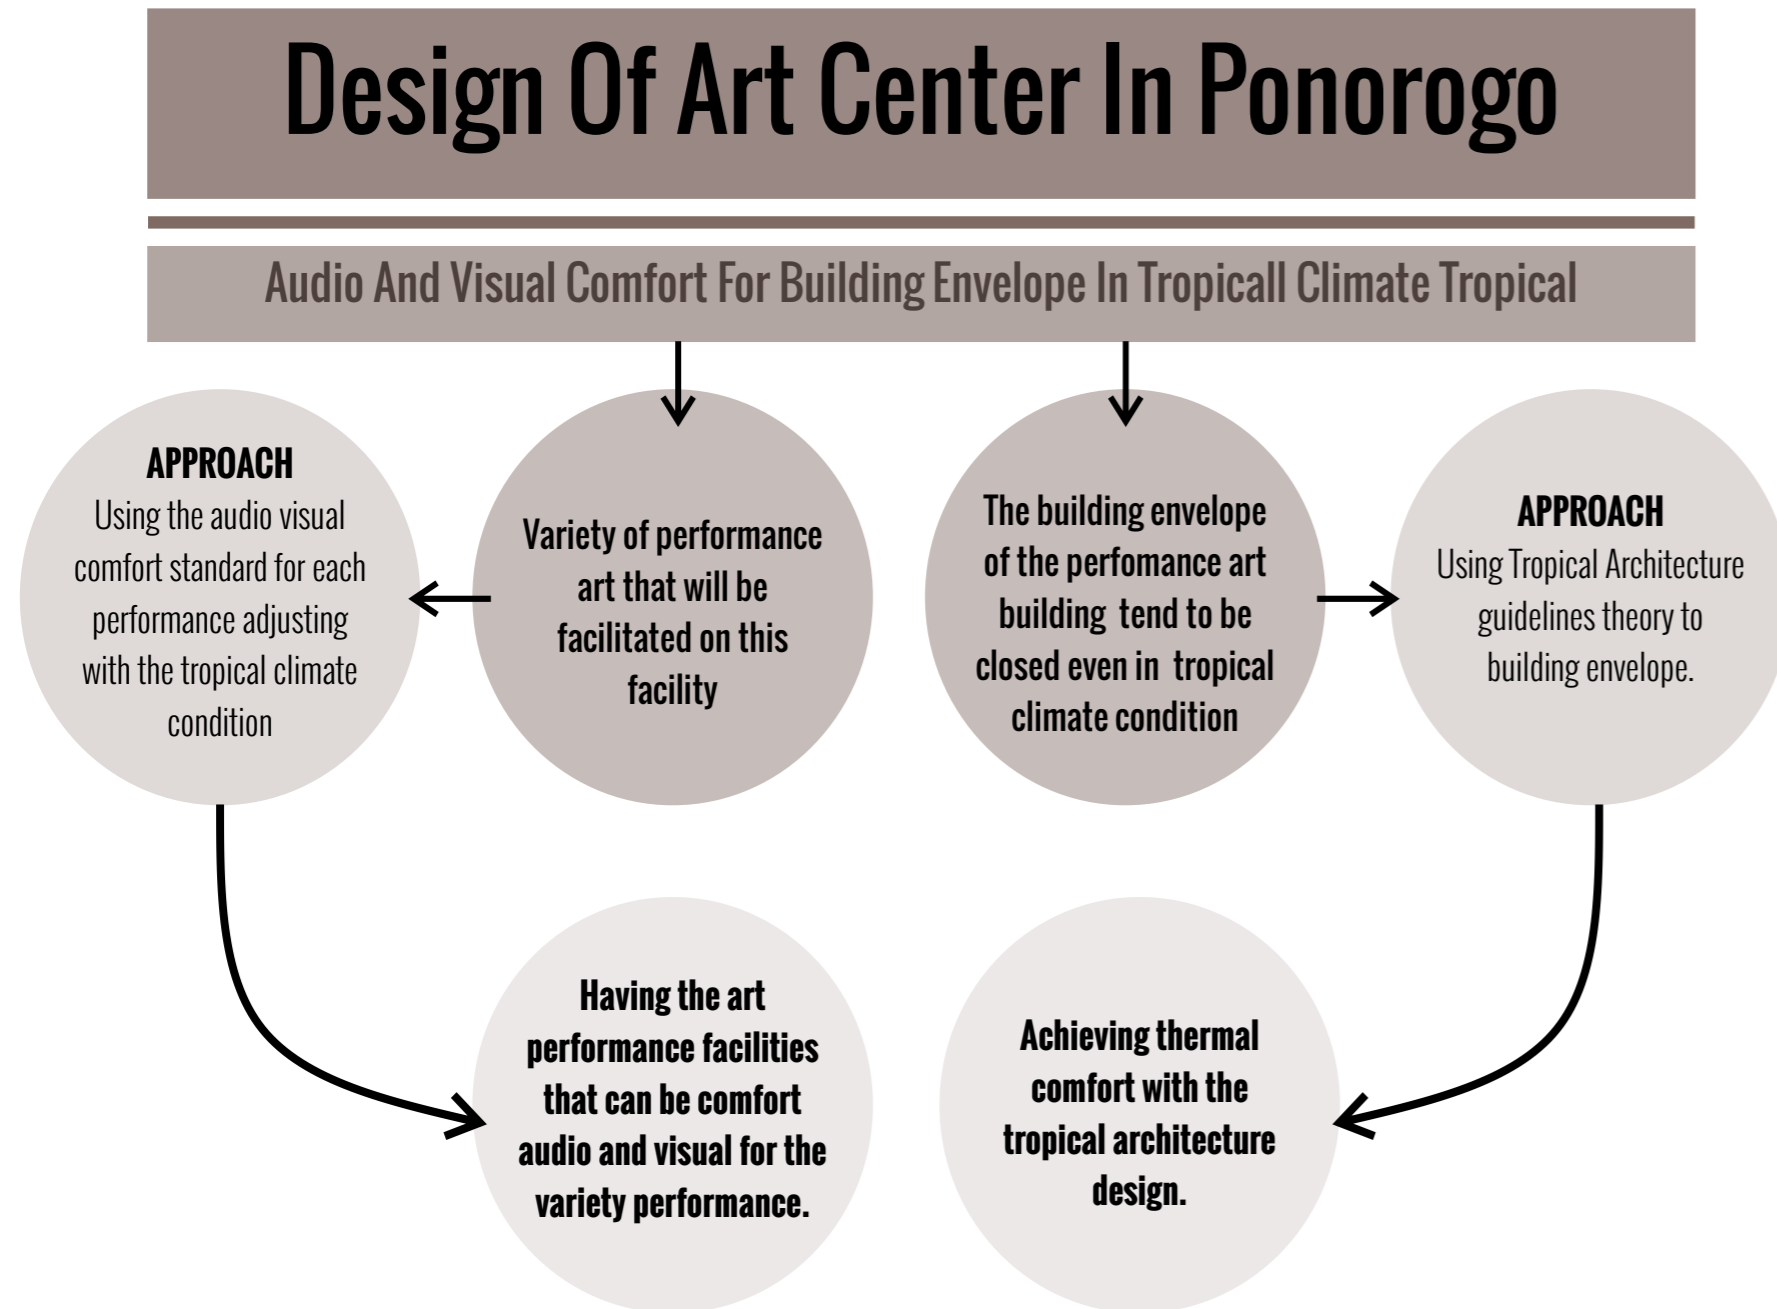 Design Of Art Center In Ponorogo
Audio And Visual Comfort For Building Envelope In Tropicall Climate Tropical
APPROACH
Using the audio visual
comfort standard for each
performance adjusting
with the tropical climate
condition
Variety of performance
art that will be
facilitated on this
facility
The building envelope
of the perfomance art
building tend to be
closed even in tropical
climate condition
APPROACH
Using Tropical Architecture
guidelines theory to
building envelope.
Having the art
performance facilities
that can be comfort
audio and visual for the
variety performance.
Achieving thermal
comfort with the
tropical architecture
design.